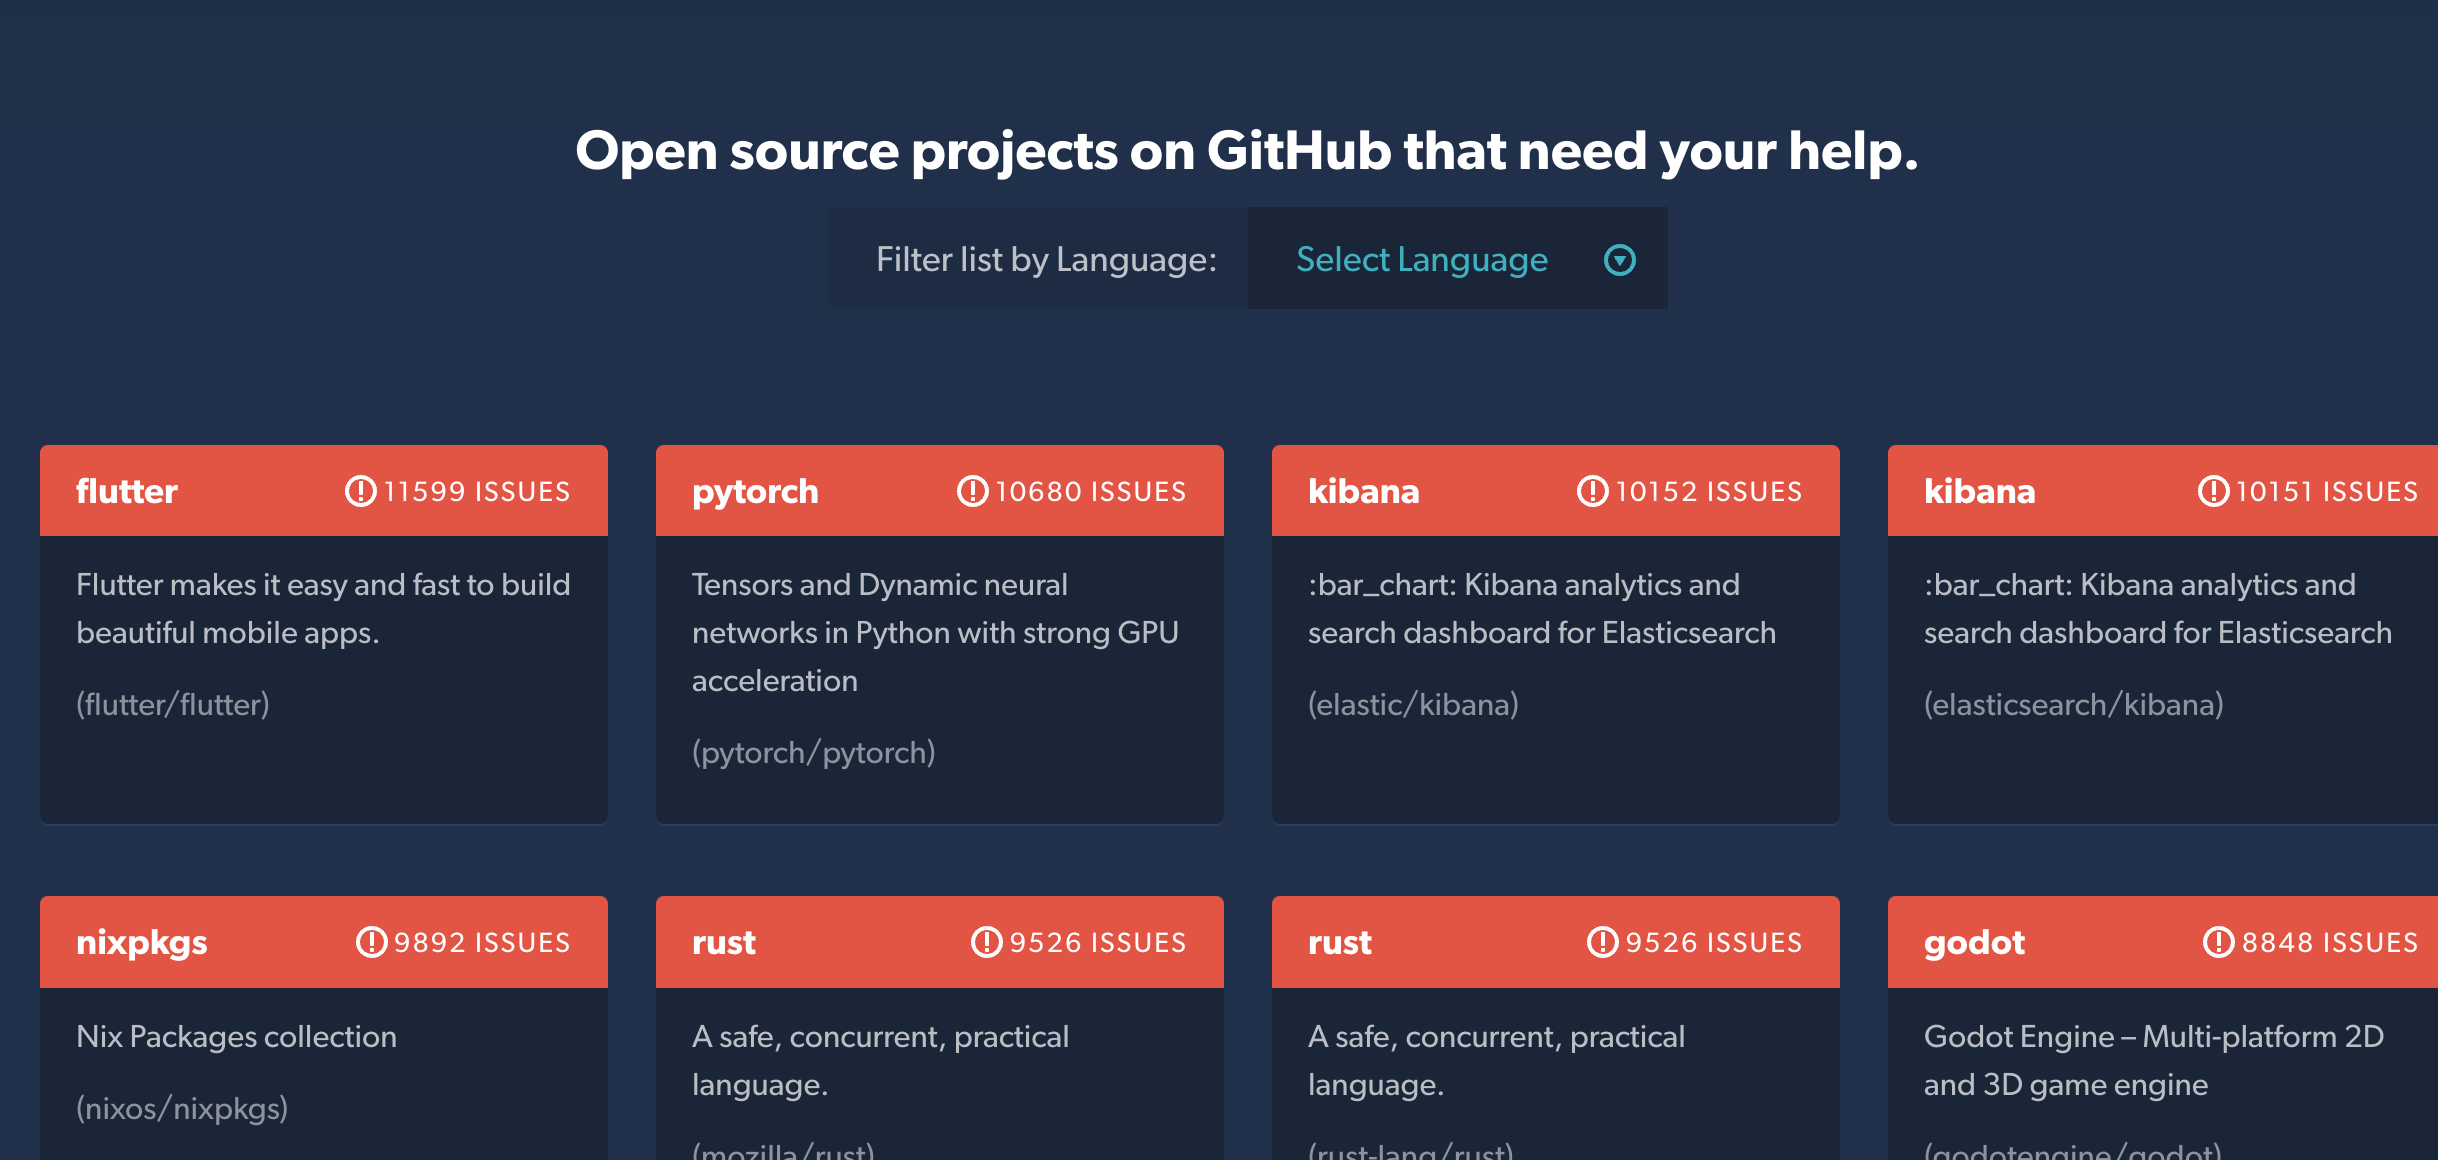 Open source projects on GitHub that need your help.
Filter list by Language: Select Language
flutter 11599 ISSUES
Flutter makes it easy and fast to build
beautiful mobile apps.
(flutter/flutter)
pytorch 10680 ISSUES
Tensors and Dynamic neural
networks in Python with strong GPU
acceleration
(pytorch/pytorch)
kibana 10152 ISSUES
:bar_chart: Kibana analytics and
search dashboard for Elasticsearch
(elastic/kibana)
kibana 10151 ISSUES
:bar_chart: Kibana analytics and
search dashboard for Elasticsearch
(elasticsearch/kibana)
nixpkgs 9892 ISSUES
Nix Packages collection
(nixos/nixpkgs)
rust 9526 ISSUES
A safe, concurrent, practical
language.
(mozilla/rust)
rust 9526 ISSUES
A safe, concurrent, practical
language.
(rust-lang/rust)
godot 8848 ISSUES
Godot Engine – Multi-platform 2D
and 3D game engine
(godotengine/godot)